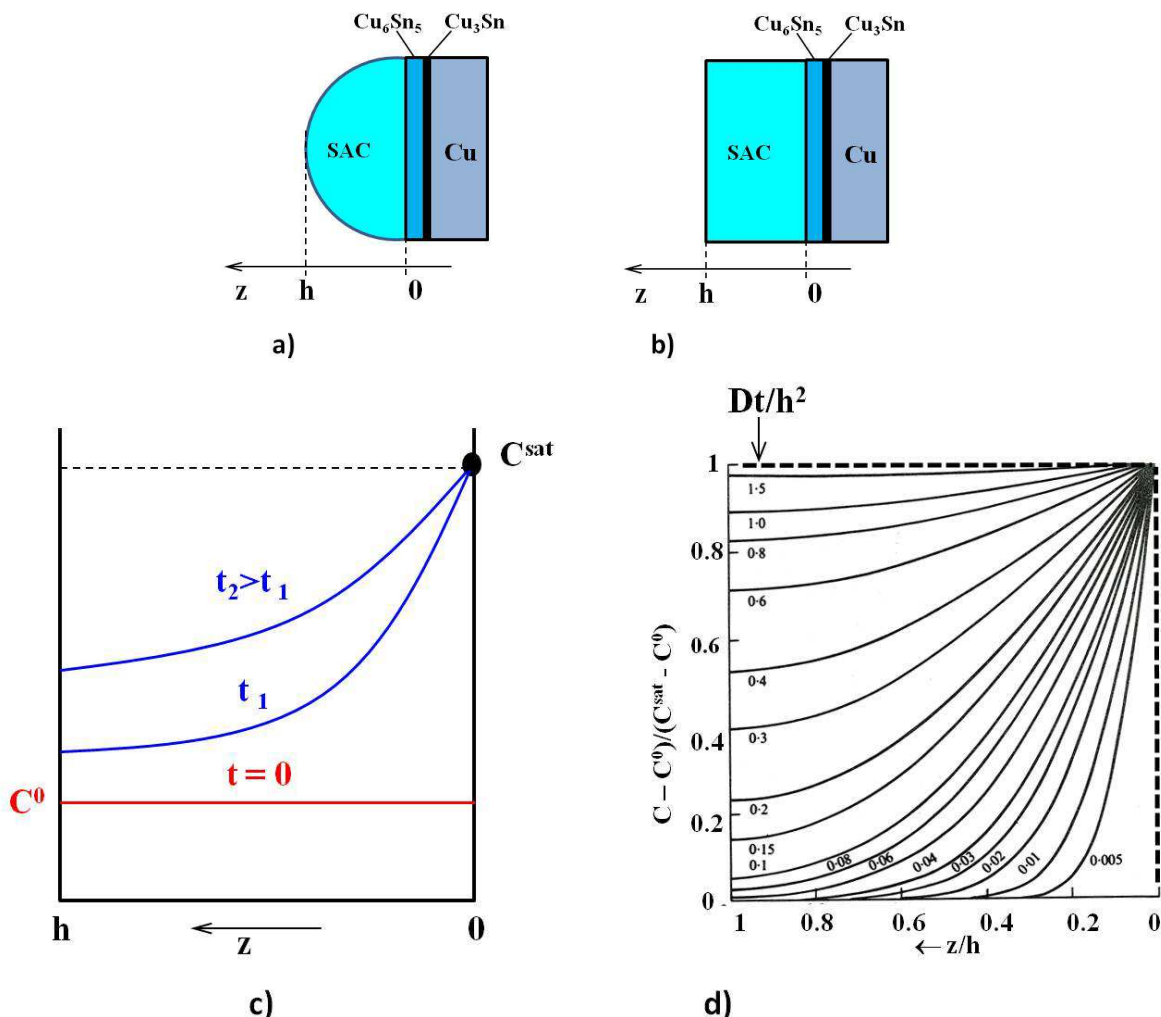 Cu₆Sn₅ Cu₃Sn
SAC Cu
z h 0
a)
Cu₆Sn₅ Cu₃Sn
SAC Cu
z h 0
b)
Cˢᵃᵗ
t₂>t₁
t₁
t = 0
C⁰
h ← z 0
c)
Dt/h²
C – C⁰)/(Cˢᵃᵗ - C⁰)
1
0.8
0.6
0.4
0.2
0
1·5
1·0
0·8
0·6
0·4
0·3
0·2
0·15
0·1 0·08 0·06 0·04 0·03 0·02 0·01 0·005
1 0.8 0.6 0.4 0.2 0
← z/h
d)